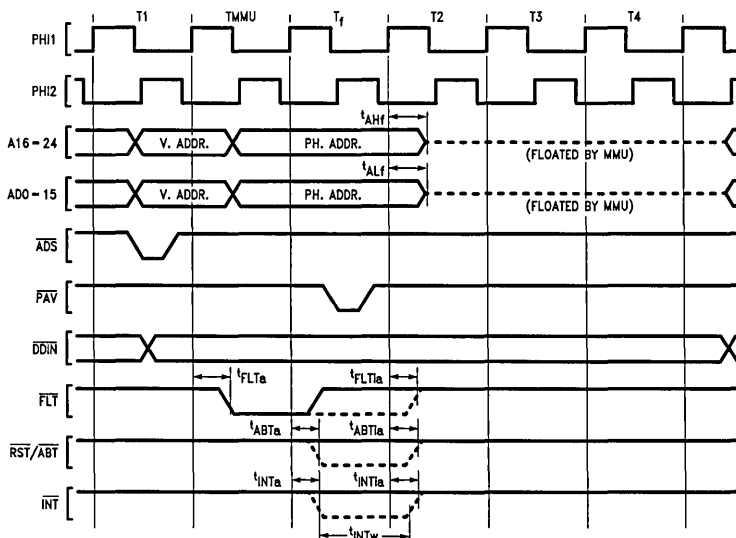 T1 TMMU Tf T2 T3 T4
PHI1
PHI2
tAHf
A16-24 V. ADDR. PH. ADDR. (FLOATED BY MMU)
tALf
AD0-15 V. ADDR. PH. ADDR. (FLOATED BY MMU)
ADS
PAV
DDIN
tFLTa tFLTia
FLT
tABTa tABTia
RST/ABT
tINTa tINTia
INT
tINTw